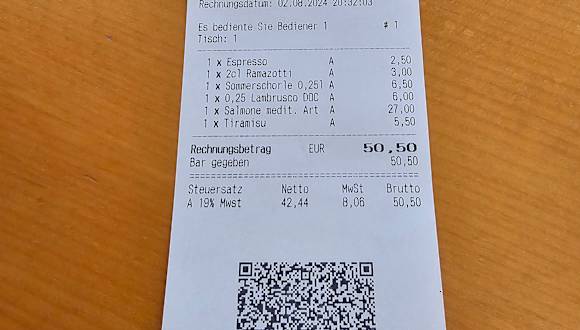 Rechnungsdatum: 02.08.2024 20:32:03
Es bediente Sie Bediener 1 # 1
Tisch: 1
1 x Espresso A 2,50
1 x 2cl Ramazotti A 3,00
1 x Sommerschorle 0,25l A 6,50
1 x 0,25 Lambrusco DOC A 6,00
1 x Salmone medit. Art A 27,00
1 x Tiramisu A 5,50
Rechnungsbetrag EUR 50,50
Bar gegeben 50,50
Steuersatz Netto MwSt Brutto
A 19% Mwst 42,44 8,06 50,50